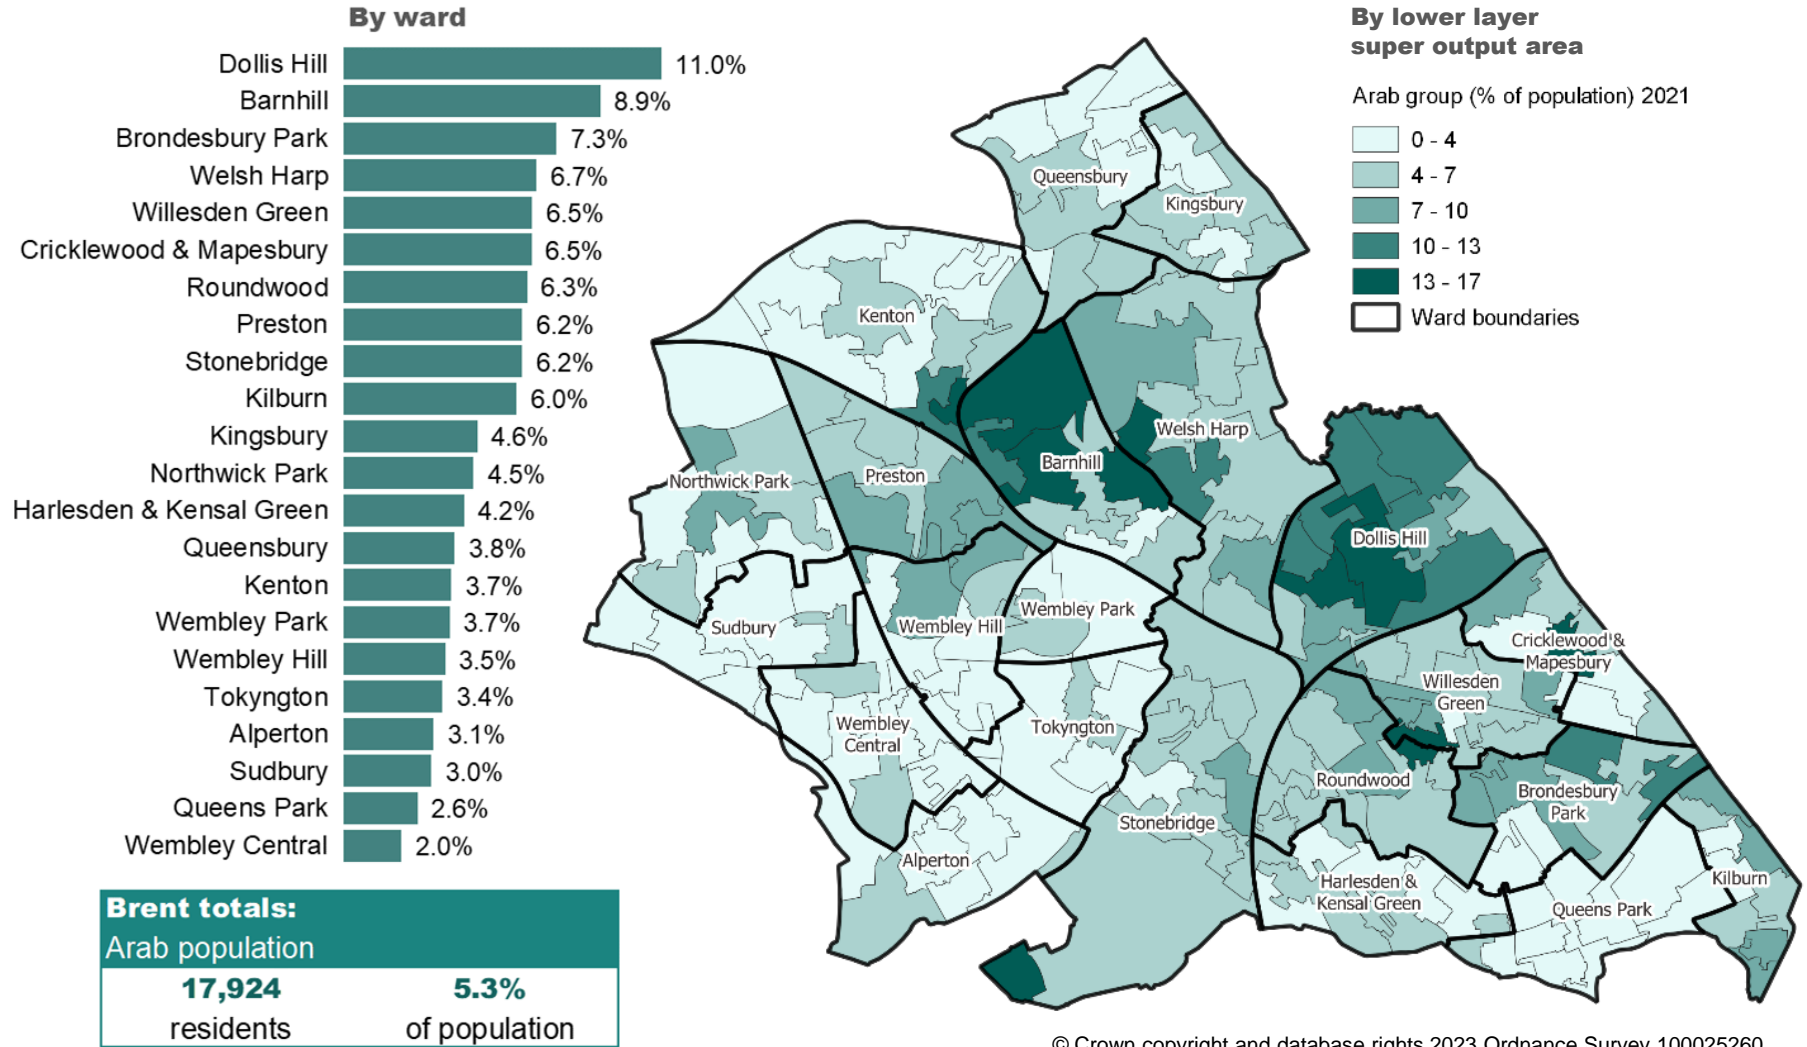 By ward
Dollis Hill 11.0%
Barnhill 8.9%
Brondesbury Park 7.3%
Welsh Harp 6.7%
Willesden Green 6.5%
Cricklewood & Mapesbury 6.5%
Roundwood 6.3%
Preston 6.2%
Stonebridge 6.2%
Kilburn 6.0%
Kingsbury 4.6%
Northwick Park 4.5%
Harlesden & Kensal Green 4.2%
Queensbury 3.8%
Kenton 3.7%
Wembley Park 3.7%
Wembley Hill 3.5%
Tokyngton 3.4%
Alperton 3.1%
Sudbury 3.0%
Queens Park 2.6%
Wembley Central 2.0%
Brent totals:
Arab population
17,924 5.3%
residents of population
By lower layer
super output area
Arab group (% of population) 2021
0 - 4
4 - 7
7 - 10
10 - 13
13 - 17
Ward boundaries
Queensbury
Kingsbury
Kenton
Welsh Harp
Barnhill
Preston
Northwick Park
Dollis Hill
Wembley Park
Wembley Hill
Sudbury
Cricklewood &
Mapesbury
Willesden
Green
Wembley
Central
Tokyngton
Roundwood
Brondesbury
Park
Stonebridge
Alperton
Harlesden &
Kensal Green
Kilburn
Queens Park
© Crown copyright and database rights 2023 Ordnance Survey 100025260